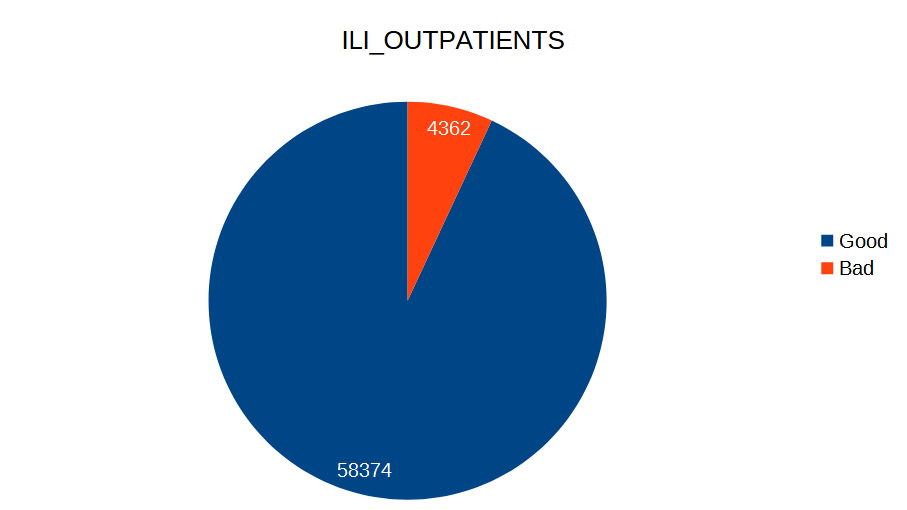 ILI_OUTPATIENTS
4362
Good
Bad
58374